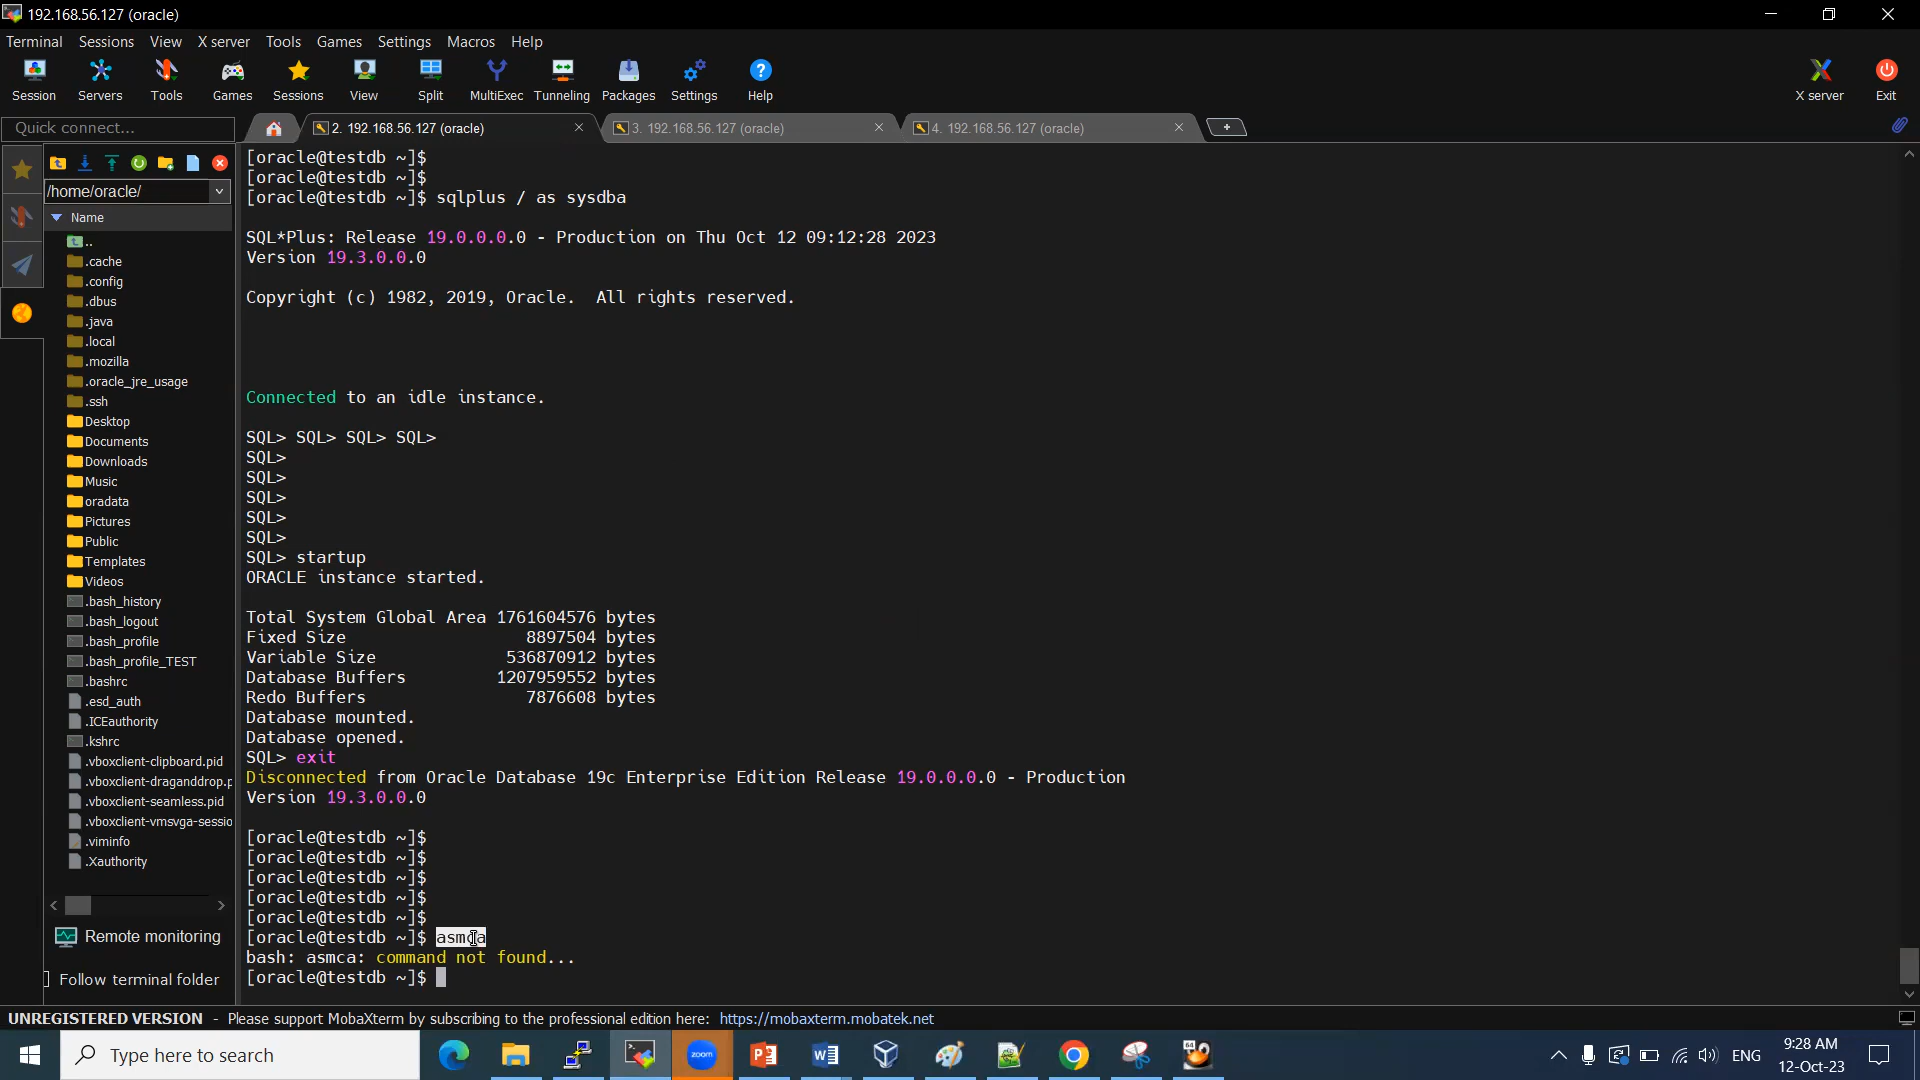 192.168.56.127 (oracle)
Terminal Sessions View X server Tools Games Settings Macros Help
Session Servers Tools Games Sessions View Split MultiExec Tunneling Packages Settings Help X server Exit
Quick connect...
2. 192.168.56.127 (oracle)
3. 192.168.56.127 (oracle)
4. 192.168.56.127 (oracle)
/home/oracle/
Name
..
.cache
.config
.dbus
.java
.local
.mozilla
.oracle_jre_usage
.ssh
Desktop
Documents
Downloads
Music
oradata
Pictures
Public
Templates
Videos
.bash_history
.bash_logout
.bash_profile
.bash_profile_TEST
.bashrc
.esd_auth
.ICEauthority
.kshrc
.vboxclient-clipboard.pid
.vboxclient-draganddrop.p
.vboxclient-seamless.pid
.vboxclient-vmsvga-sessio
.viminfo
.Xauthority
Remote monitoring
Follow terminal folder
[oracle@testdb ~]$
[oracle@testdb ~]$
[oracle@testdb ~]$ sqlplus / as sysdba
SQL*Plus: Release 19.0.0.0.0 - Production on Thu Oct 12 09:12:28 2023
Version 19.3.0.0.0
Copyright (c) 1982, 2019, Oracle.  All rights reserved.
Connected to an idle instance.
SQL> SQL> SQL> SQL>
SQL>
SQL>
SQL>
SQL>
SQL>
SQL> startup
ORACLE instance started.
Total System Global Area 1761604576 bytes
Fixed Size 8897504 bytes
Variable Size 536870912 bytes
Database Buffers 1207959552 bytes
Redo Buffers 7876608 bytes
Database mounted.
Database opened.
SQL> exit
Disconnected from Oracle Database 19c Enterprise Edition Release 19.0.0.0.0 - Production
Version 19.3.0.0.0
[oracle@testdb ~]$
[oracle@testdb ~]$
[oracle@testdb ~]$
[oracle@testdb ~]$
[oracle@testdb ~]$
[oracle@testdb ~]$ asmca
bash: asmca: command not found...
[oracle@testdb ~]$
UNREGISTERED VERSION - Please support MobaXterm by subscribing to the professional edition here: https://mobaxterm.mobatek.net
Type here to search
zoom
64
ENG
9:28 AM
12-Oct-23